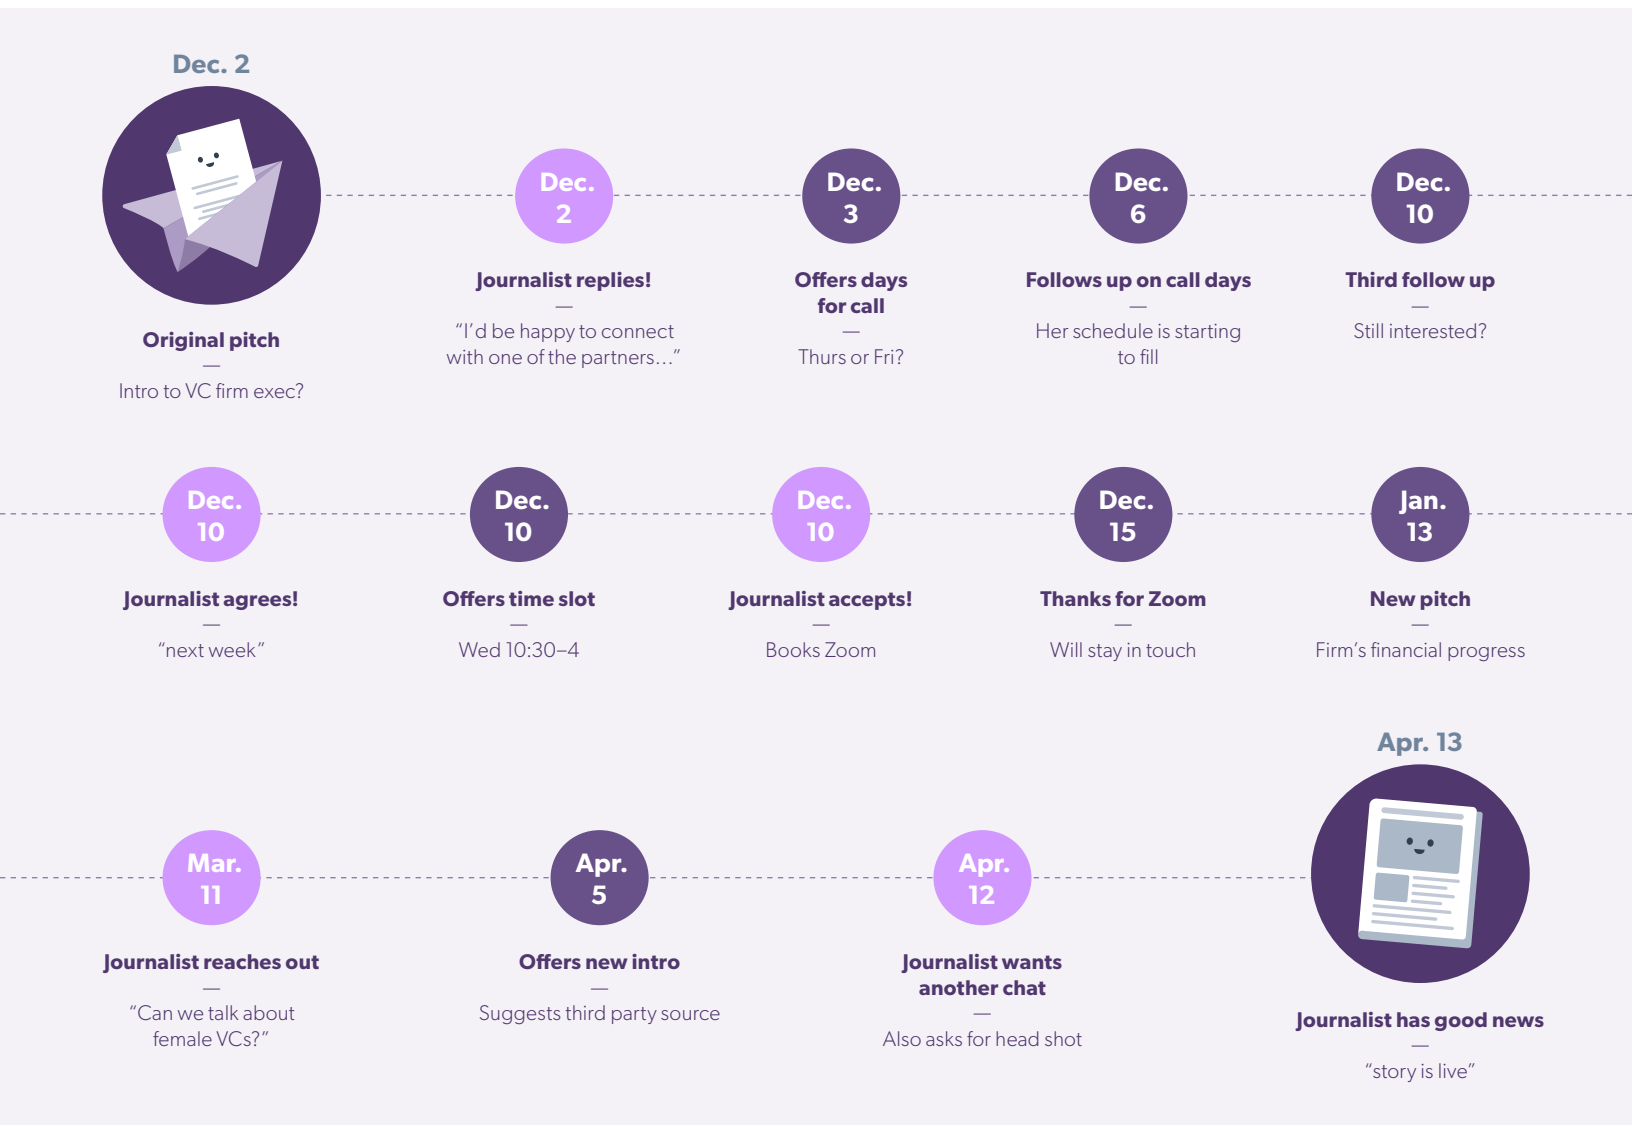 Dec. 2
Original pitch
—
Intro to VC firm exec?
Dec.
2
Journalist replies!
—
“I’d be happy to connect
with one of the partners…”
Dec.
3
Offers days
for call
—
Thurs or Fri?
Dec.
6
Follows up on call days
—
Her schedule is starting
to fill
Dec.
10
Third follow up
—
Still interested?
Dec.
10
Journalist agrees!
—
“next week”
Dec.
10
Offers time slot
—
Wed 10:30–4
Dec.
10
Journalist accepts!
—
Books Zoom
Dec.
15
Thanks for Zoom
—
Will stay in touch
Jan.
13
New pitch
—
Firm’s financial progress
Mar.
11
Journalist reaches out
—
“Can we talk about
female VCs?”
Apr.
5
Offers new intro
—
Suggests third party source
Apr.
12
Journalist wants
another chat
—
Also asks for head shot
Apr. 13
Journalist has good news
—
“story is live”